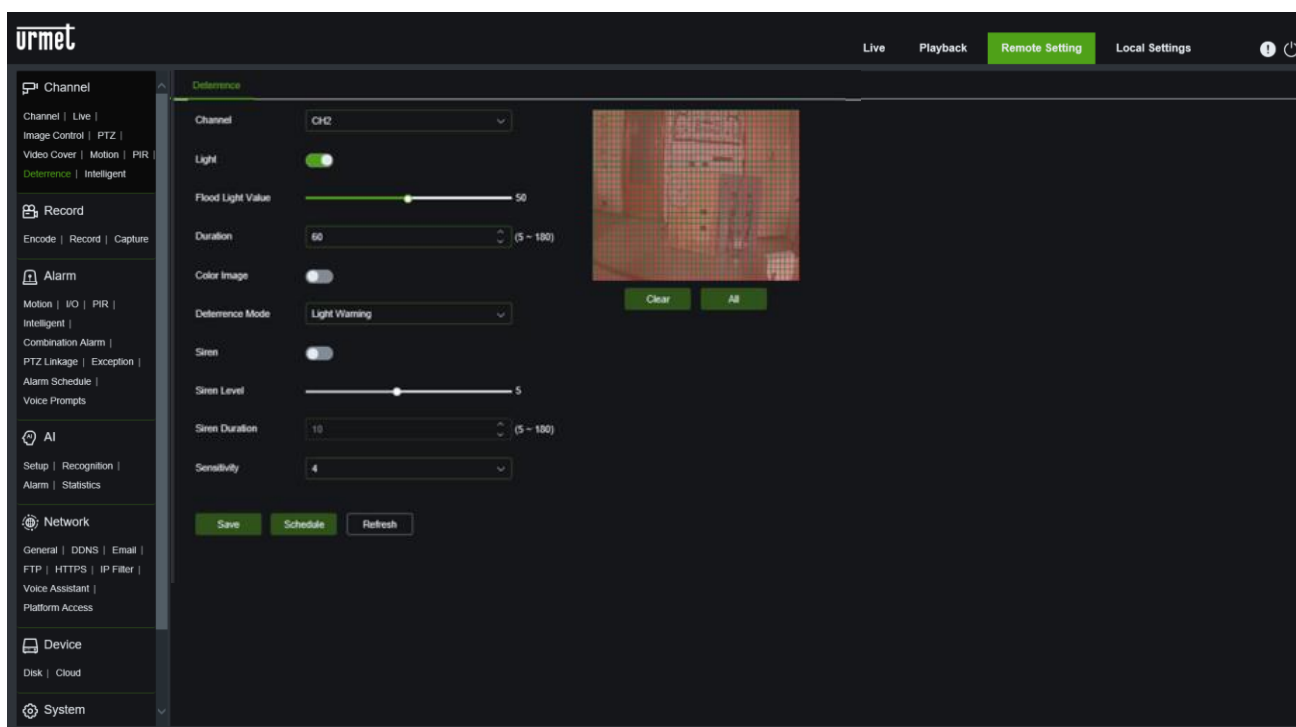 urmet
Live Playback Remote Setting Local Settings
Channel
Channel | Live |
Image Control | PTZ |
Video Cover | Motion | PIR |
Deterrence | Intelligent
Record
Encode | Record | Capture
Alarm
Motion | I/O | PIR |
Intelligent |
Combination Alarm |
PTZ Linkage | Exception |
Alarm Schedule |
Voice Prompts
AI
Setup | Recognition |
Alarm | Statistics
Network
General | DDNS | Email |
FTP | HTTPS | IP Filter |
Voice Assistant |
Platform Access
Device
Disk | Cloud
System
Deterrence
Channel CH2
Light
Flood Light Value 50
Duration 60 (5 ~ 180)
Color Image
Deterrence Mode Light Warning
Siren
Siren Level 5
Siren Duration 10 (5 ~ 180)
Sensitivity 4
Save Schedule Refresh
Clear All